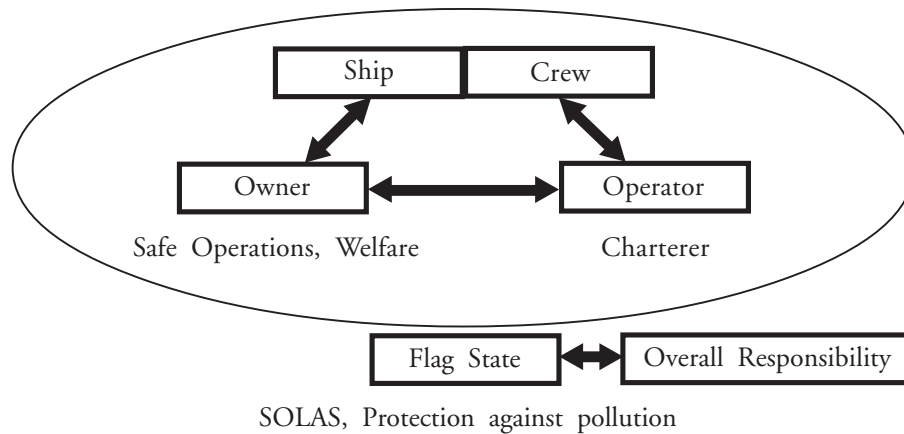 Ship Crew
Owner Operator
Safe Operations, Welfare Charterer
Flag State Overall Responsibility
SOLAS, Protection against pollution